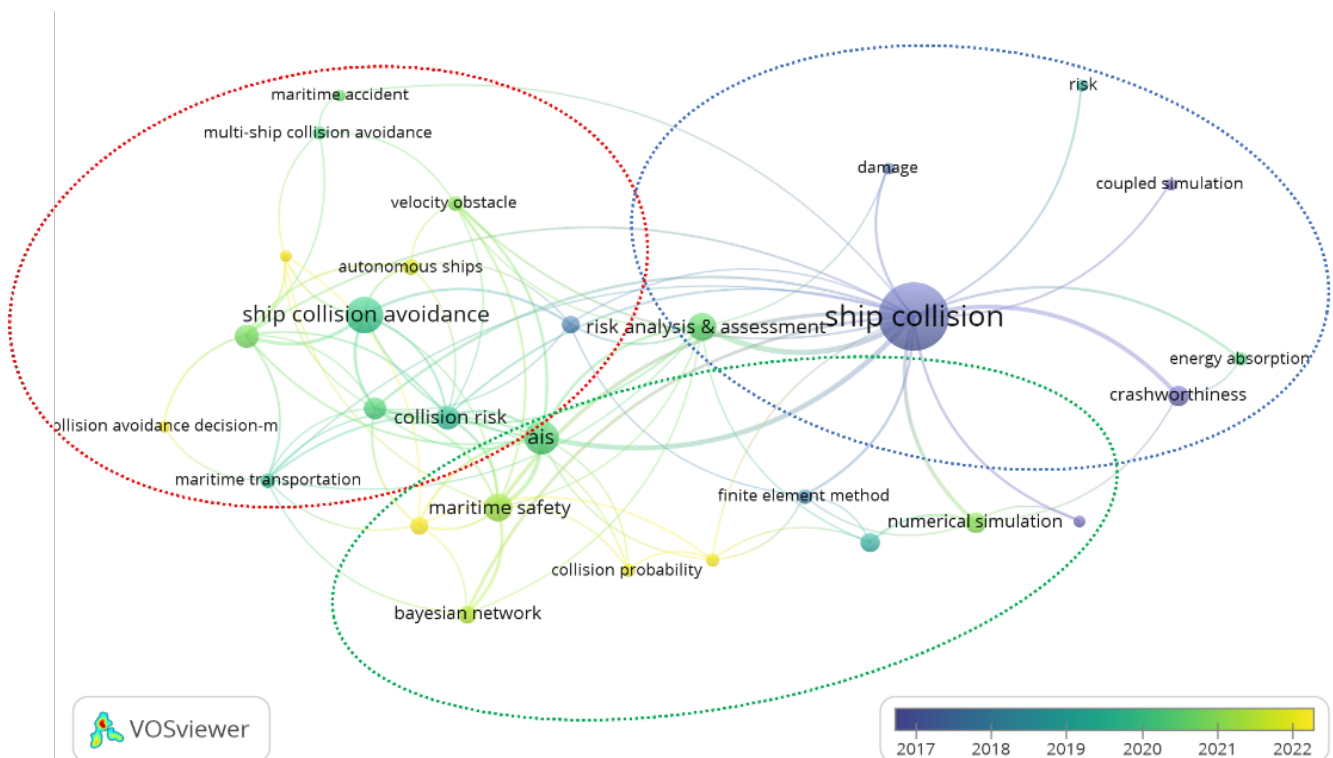 maritime accident
risk
multi-ship collision avoidance
damage
coupled simulation
velocity obstacle
autonomous ships
ship collision avoidance
risk analysis & assessment
ship collision
energy absorption
crashworthiness
collision risk
ollision avoidance decision-m
ais
maritime transportation
finite element method
maritime safety
numerical simulation
collision probability
bayesian network
VOSviewer
2017 2018 2019 2020 2021 2022